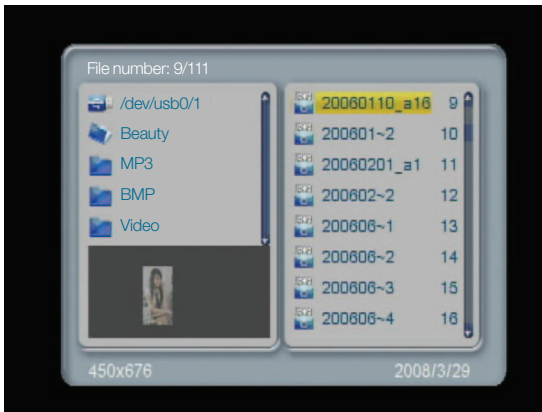 File number: 9/111
/dev/usb0/1
Beauty
MP3
BMP
Video
20060110_a16 9
200601~2 10
20060201_a1 11
200602~2 12
200606~1 13
200606~2 14
200606~3 15
200606~4 16
450x676
2008/3/29